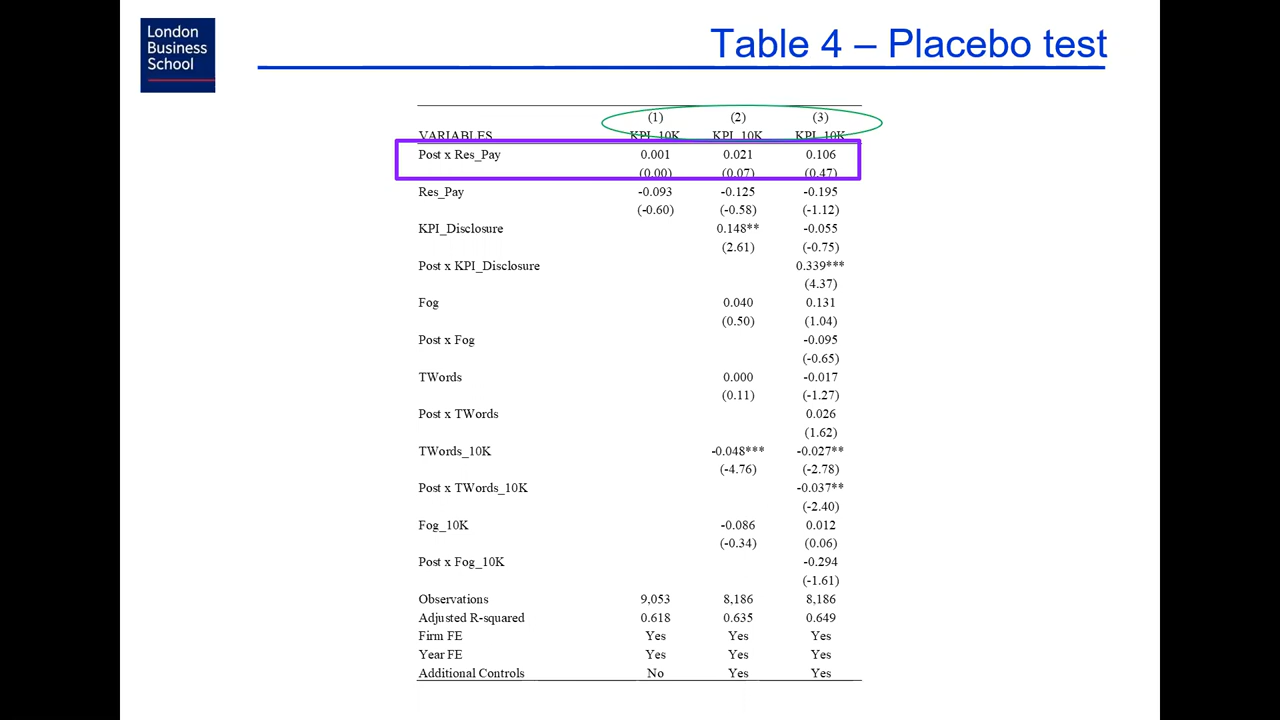 London
Business
School
Table 4 – Placebo test
(1) (2) (3)
VARIABLES KPI_10K KPI_10K KPI_10K
Post x Res_Pay 0.001 0.021 0.106
(0.00) (0.07) (0.47)
Res_Pay -0.093 -0.125 -0.195
(-0.60) (-0.58) (-1.12)
KPI_Disclosure 0.148** -0.055
(2.61) (-0.75)
Post x KPI_Disclosure 0.339***
(4.37)
Fog 0.040 0.131
(0.50) (1.04)
Post x Fog -0.095
(-0.65)
TWords 0.000 -0.017
(0.11) (-1.27)
Post x TWords 0.026
(1.62)
TWords_10K -0.048*** -0.027**
(-4.76) (-2.78)
Post x TWords_10K -0.037**
(-2.40)
Fog_10K -0.086 0.012
(-0.34) (0.06)
Post x Fog_10K -0.294
(-1.61)
Observations 9,053 8,186 8,186
Adjusted R-squared 0.618 0.635 0.649
Firm FE Yes Yes Yes
Year FE Yes Yes Yes
Additional Controls No Yes Yes